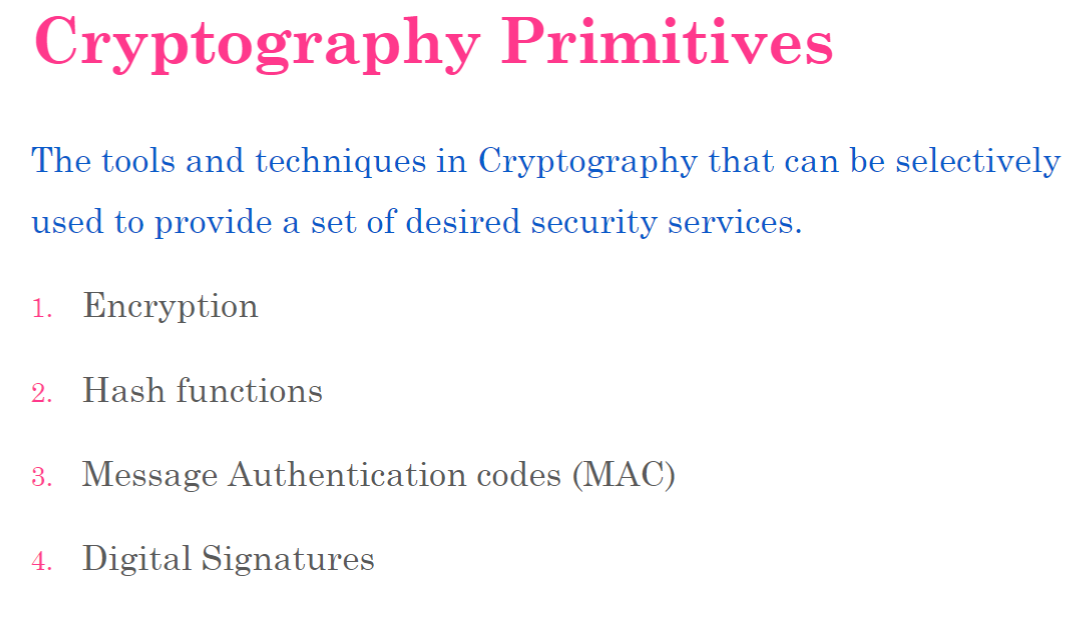 Cryptography Primitives
The tools and techniques in Cryptography that can be selectively
used to provide a set of desired security services.
1. Encryption
2. Hash functions
3. Message Authentication codes (MAC)
4. Digital Signatures